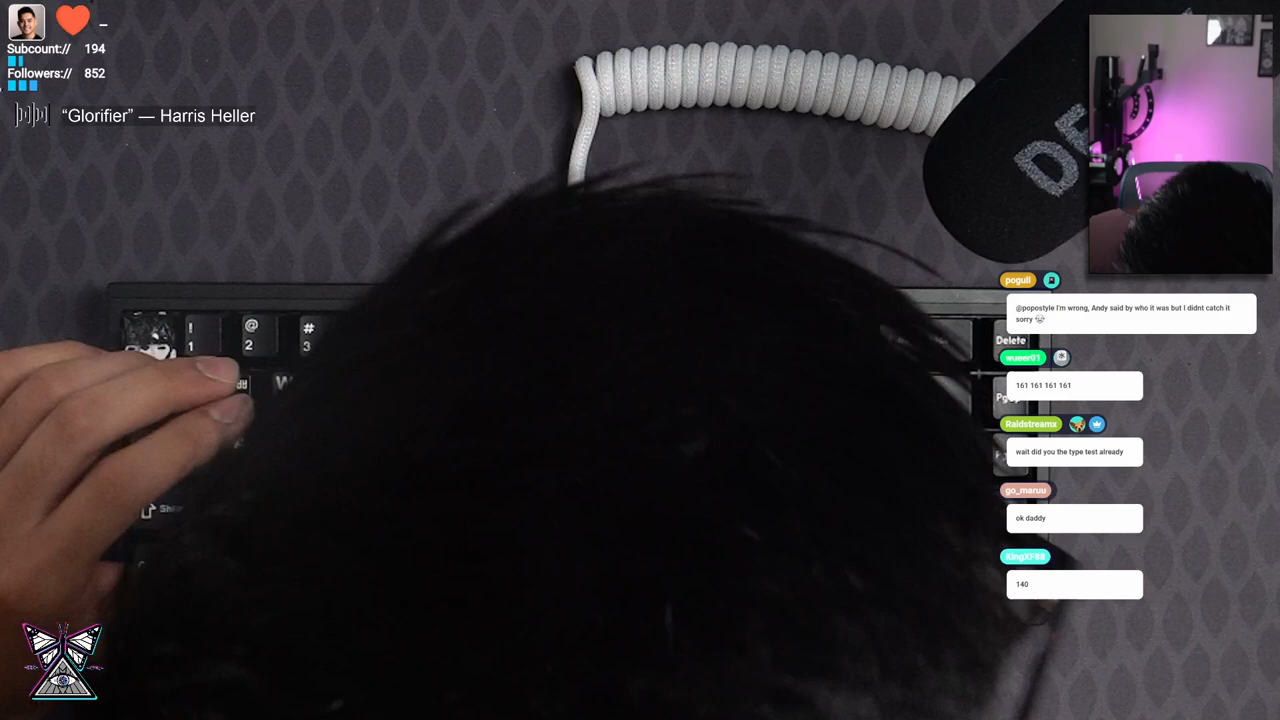 Subcount:// 194
Followers:// 852
“Glorifier” — Harris Heller
DE
!
1
@
2
#
3
W
Delete
pogull
@popostyle I'm wrong, Andy said by who it was but I didnt catch it
sorry
wueer01
161 161 161 161
Raidstreamx
wait did you the type test already
go_maruu
ok daddy
KingXF88
140